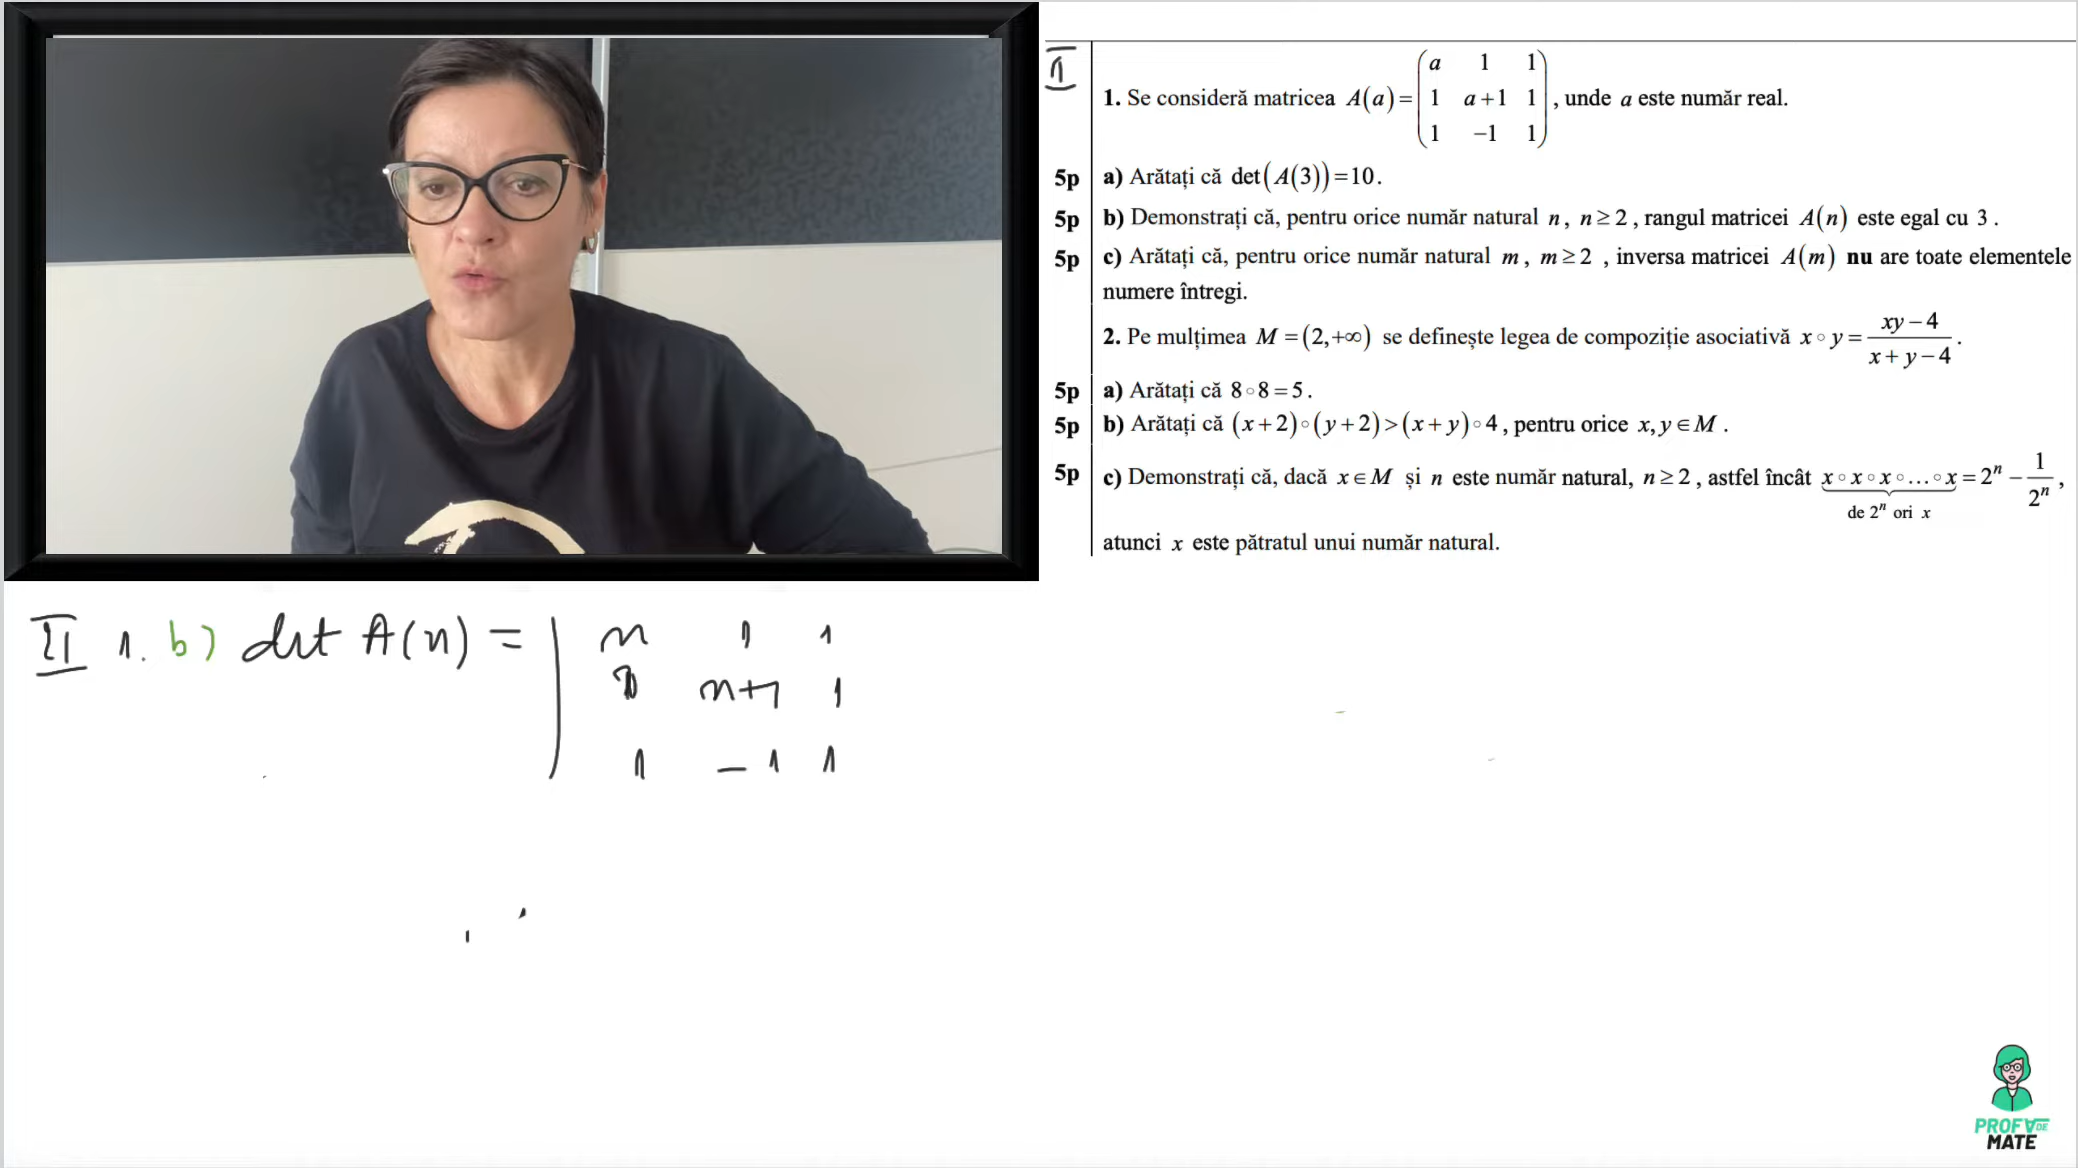 II
1. Se consideră matricea A(a) = ( a 1 1
1 a+1 1
1 −1 1 ), unde a este număr real.
5p a) Arătați că det(A(3))=10.
5p b) Demonstrați că, pentru orice număr natural n, n≥2, rangul matricei A(n) este egal cu 3.
5p c) Arătați că, pentru orice număr natural m, m≥2 , inversa matricei A(m) nu are toate elementele
numere întregi.
2. Pe mulțimea M=(2,+∞) se definește legea de compoziție asociativă x∘y = (xy−4)/(x+y−4).
5p a) Arătați că 8∘8=5.
5p b) Arătați că (x+2)∘(y+2)>(x+y)∘4, pentru orice x,y∈M.
5p c) Demonstrați că, dacă x∈M și n este număr natural, n≥2, astfel încât x∘x∘x∘…∘x = 2ⁿ − 1/2ⁿ,
de 2ⁿ ori x
atunci x este pătratul unui număr natural.
II 1. b) det A(n) = | n 1 1
1 n+1 1
1 −1 1
PROFA DE
MATE